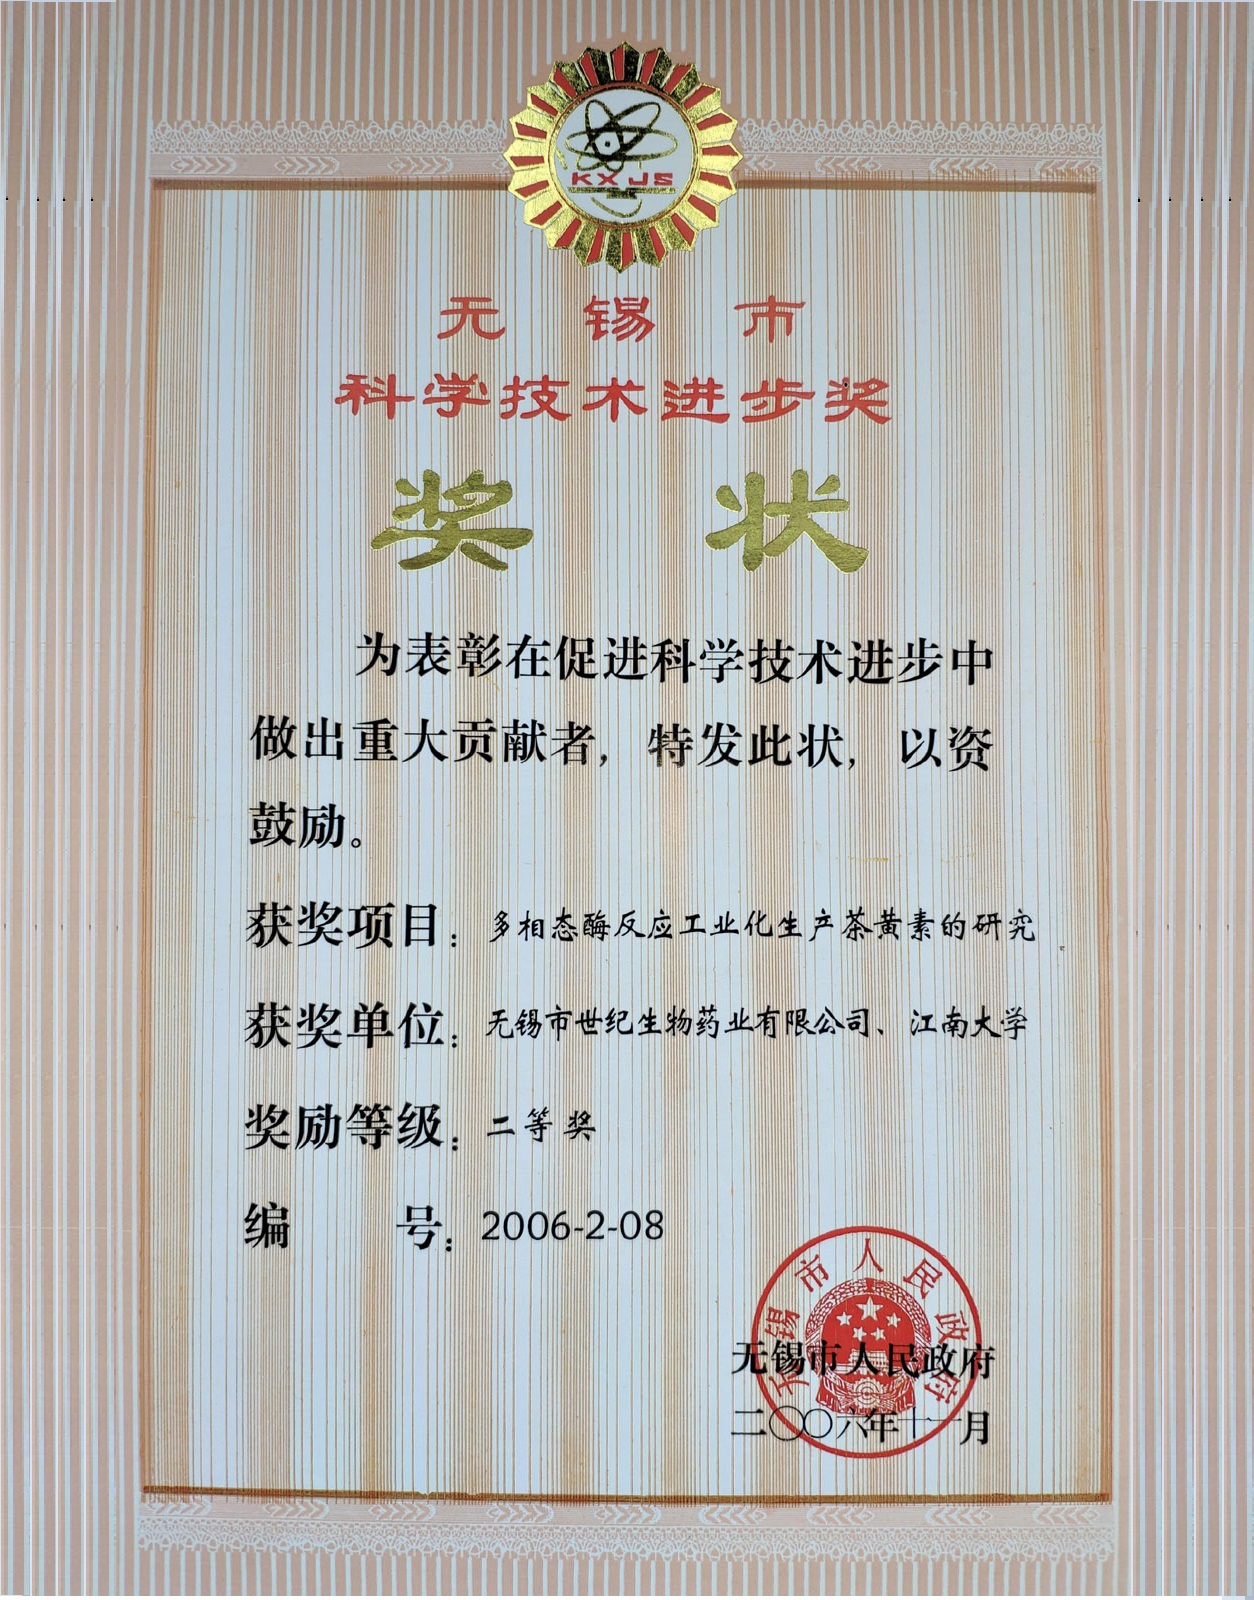 KXJS
无锡市
科学技术进步奖
奖状
为表彰在促进科学技术进步中
做出重大贡献者，特发此状，以资
鼓励。
获奖项目：多相态酶反应工业化生产茶黄素的研究
获奖单位：无锡市世纪生物药业有限公司、江南大学
奖励等级：二等奖
编号：2006-2-08
无锡市人民政府
无锡市人民政府
二〇〇六年十一月